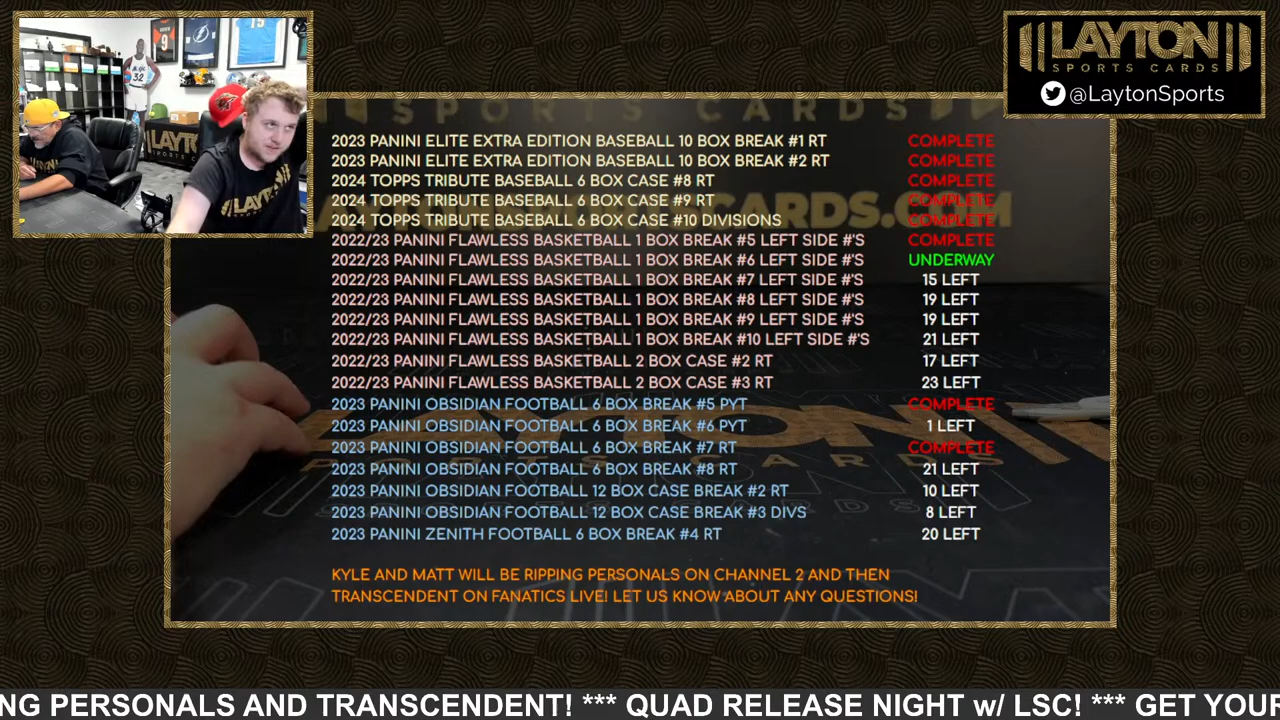 LAYTON
SPORTS CARDS
@LaytonSports
SPORTS CARDS
2023 PANINI ELITE EXTRA EDITION BASEBALL 10 BOX BREAK #1 RT COMPLETE
2023 PANINI ELITE EXTRA EDITION BASEBALL 10 BOX BREAK #2 RT COMPLETE
2024 TOPPS TRIBUTE BASEBALL 6 BOX CASE #8 RT COMPLETE
2024 TOPPS TRIBUTE BASEBALL 6 BOX CASE #9 RT COMPLETE
2024 TOPPS TRIBUTE BASEBALL 6 BOX CASE #10 DIVISIONS COMPLETE
2022/23 PANINI FLAWLESS BASKETBALL 1 BOX BREAK #5 LEFT SIDE #'S COMPLETE
2022/23 PANINI FLAWLESS BASKETBALL 1 BOX BREAK #6 LEFT SIDE #'S UNDERWAY
2022/23 PANINI FLAWLESS BASKETBALL 1 BOX BREAK #7 LEFT SIDE #'S 15 LEFT
2022/23 PANINI FLAWLESS BASKETBALL 1 BOX BREAK #8 LEFT SIDE #'S 19 LEFT
2022/23 PANINI FLAWLESS BASKETBALL 1 BOX BREAK #9 LEFT SIDE #'S 19 LEFT
2022/23 PANINI FLAWLESS BASKETBALL 1 BOX BREAK #10 LEFT SIDE #'S 21 LEFT
2022/23 PANINI FLAWLESS BASKETBALL 2 BOX CASE #2 RT 17 LEFT
2022/23 PANINI FLAWLESS BASKETBALL 2 BOX CASE #3 RT 23 LEFT
2023 PANINI OBSIDIAN FOOTBALL 6 BOX BREAK #5 PYT COMPLETE
2023 PANINI OBSIDIAN FOOTBALL 6 BOX BREAK #6 PYT 1 LEFT
2023 PANINI OBSIDIAN FOOTBALL 6 BOX BREAK #7 RT COMPLETE
2023 PANINI OBSIDIAN FOOTBALL 6 BOX BREAK #8 RT 21 LEFT
2023 PANINI OBSIDIAN FOOTBALL 12 BOX CASE BREAK #2 RT 10 LEFT
2023 PANINI OBSIDIAN FOOTBALL 12 BOX CASE BREAK #3 DIVS 8 LEFT
2023 PANINI ZENITH FOOTBALL 6 BOX BREAK #4 RT 20 LEFT
KYLE AND MATT WILL BE RIPPING PERSONALS ON CHANNEL 2 AND THEN
TRANSCENDENT ON FANATICS LIVE! LET US KNOW ABOUT ANY QUESTIONS!
NG PERSONALS AND TRANSCENDENT! *** QUAD RELEASE NIGHT w/ LSC! *** GET YOUR